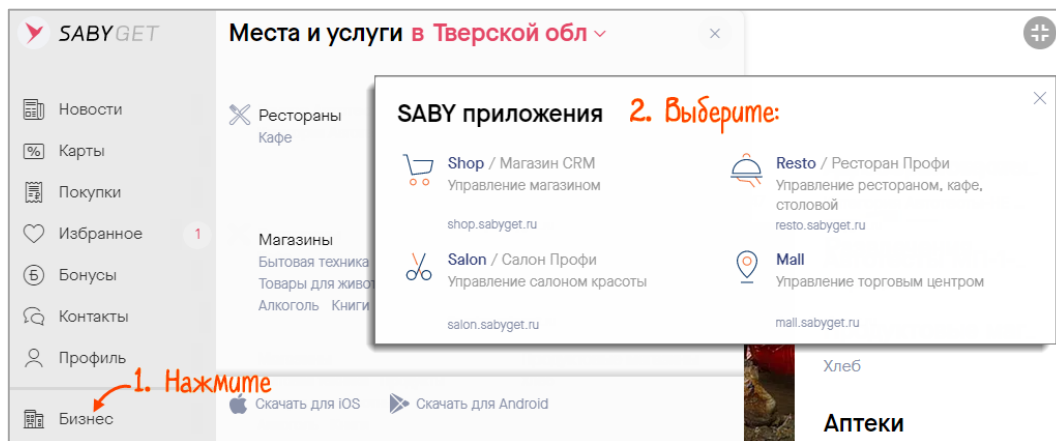 SABYGET
Новости
Карты
Покупки
Избранное 1
Бонусы
Контакты
Профиль
1. Нажмите
Бизнес
Места и услуги в Тверской обл
Рестораны
Кафе
Магазины
Бытовая техника
Товары для живот
Алкоголь Книги
Скачать для iOS Скачать для Android
SABY приложения 2. Выберите:
Shop / Магазин CRM
Управление магазином
shop.sabyget.ru
Resto / Ресторан Профи
Управление рестораном, кафе,
столовой
resto.sabyget.ru
Salon / Салон Профи
Управление салоном красоты
salon.sabyget.ru
Mall
Управление торговым центром
mall.sabyget.ru
Хлеб
Аптеки